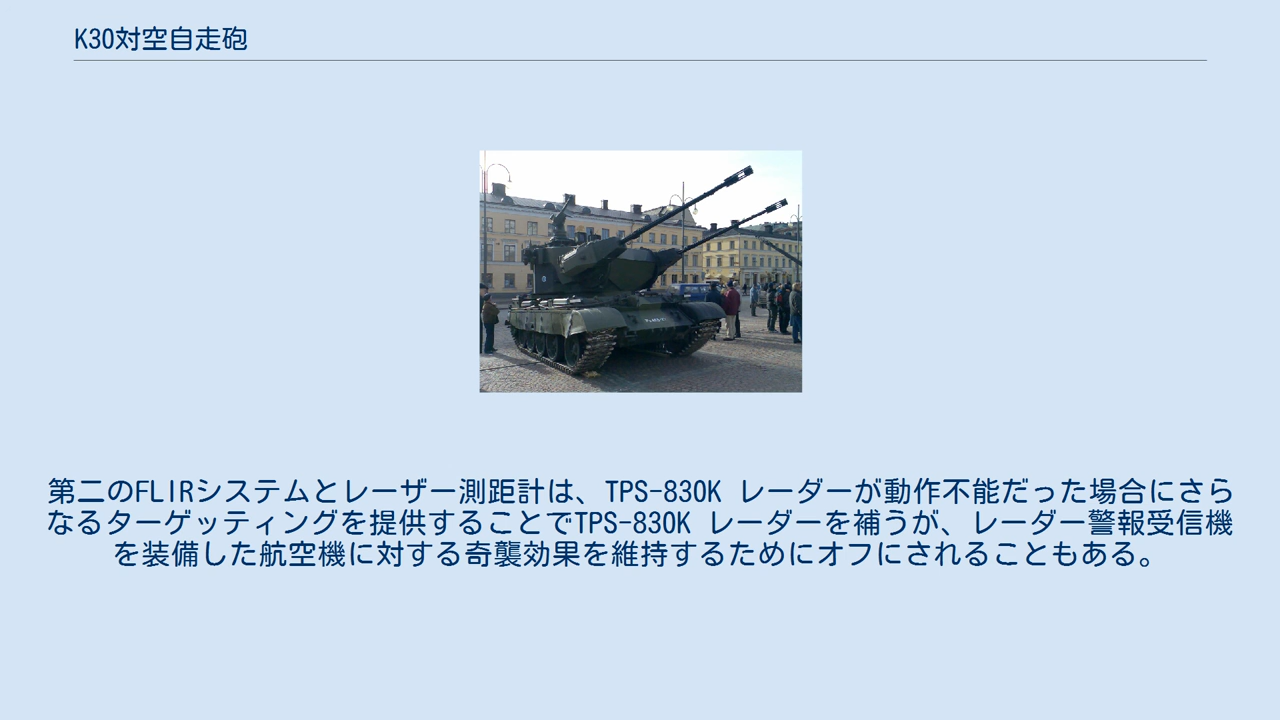 K30対空自走砲
第二のFLIRシステムとレーザー測距計は、TPS-830K レーダーが動作不能だった場合にさら
なるターゲッティングを提供することでTPS-830K レーダーを補うが、レーダー警報受信機
を装備した航空機に対する奇襲効果を維持するためにオフにされることもある。